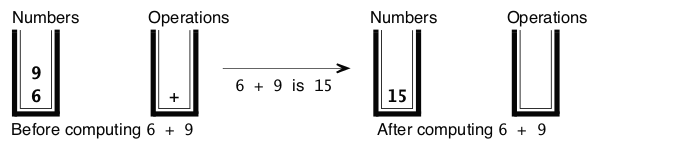 Numbers Operations Numbers Operations
9
6 + 6 + 9 is 15 15
Before computing 6 + 9 After computing 6 + 9